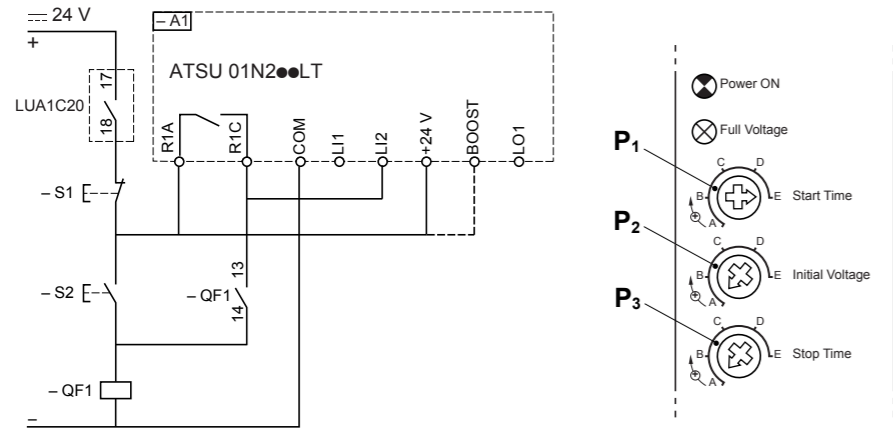 24 V
+
– A1
ATSU 01N2●●LT
17
LUA1C20
18
R1A
R1C
COM
LI1
LI2
+24 V
BOOST
LO1
– S1
– S2
13
– QF1
14
– QF1
–
Power ON
Full Voltage
P1
C D
B E Start Time
A
P2
C D
B E Initial Voltage
A
P3
C D
B E Stop Time
A